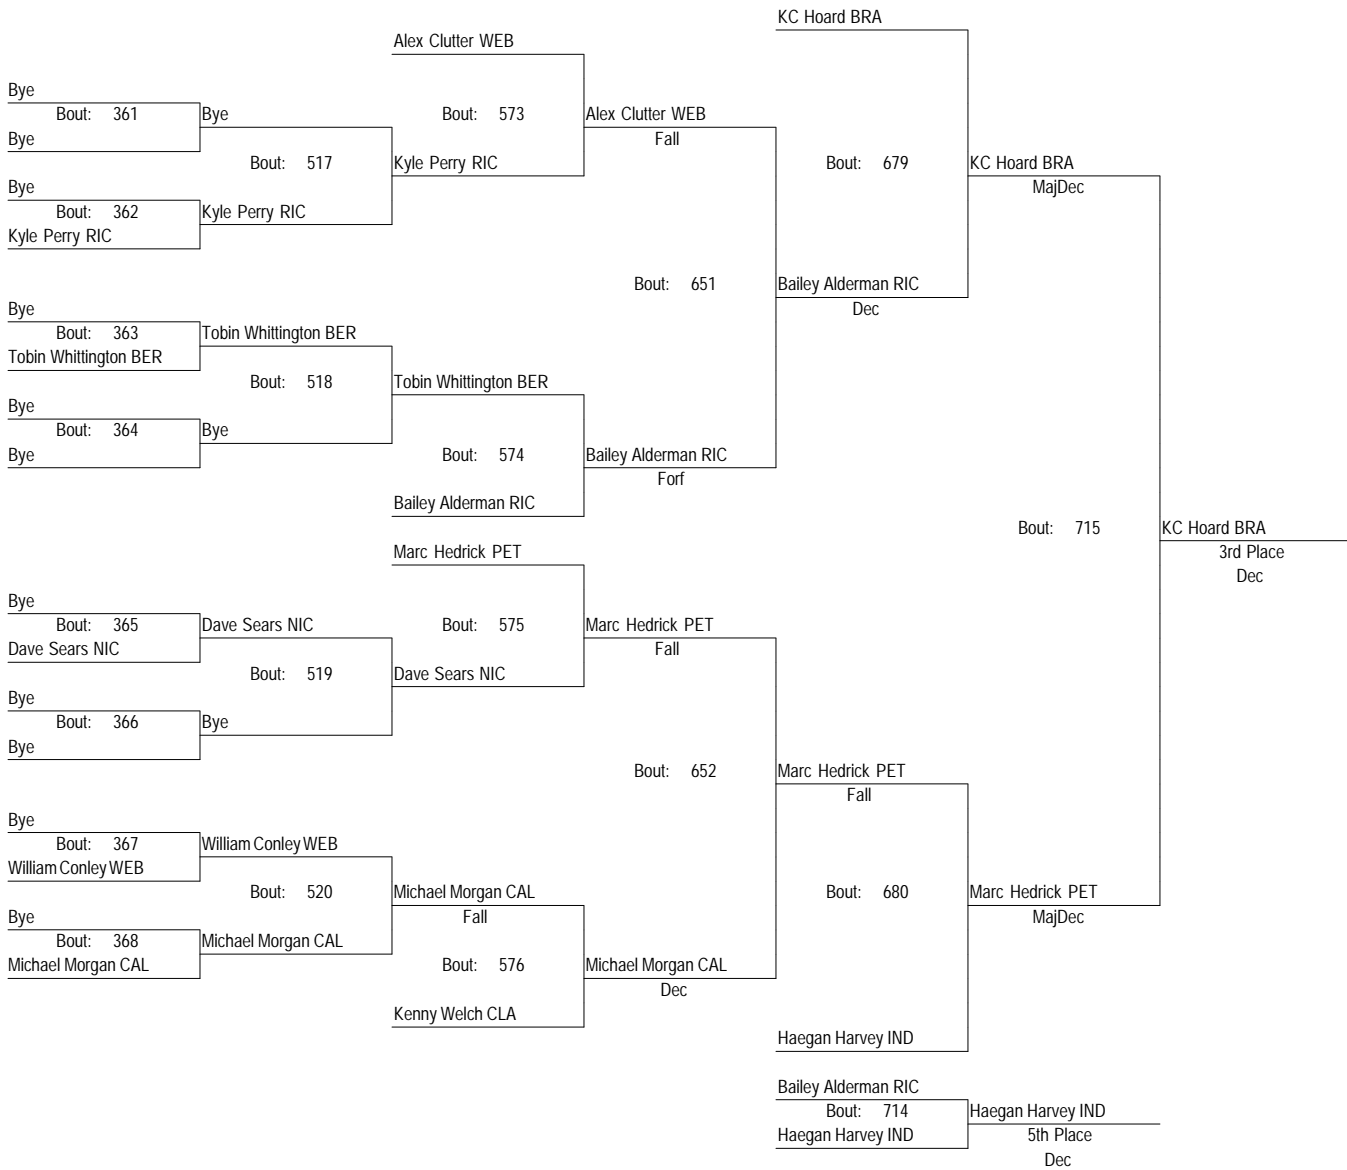 KC Hoard BRA
Alex Clutter WEB
Bye
Bout: 361
Bye
Bout: 573
Alex Clutter WEB
Bye
Fall
Bout: 517
Kyle Perry RIC
Bout: 679
KC Hoard BRA
Bye
MajDec
Bout: 362
Kyle Perry RIC
Kyle Perry RIC
Bout: 651
Bailey Alderman RIC
Bye
Dec
Bout: 363
Tobin Whittington BER
Tobin Whittington BER
Bout: 518
Tobin Whittington BER
Bye
Bout: 364
Bye
Bye
Bout: 574
Bailey Alderman RIC
Forf
Bailey Alderman RIC
Bout: 715
KC Hoard BRA
Marc Hedrick PET
3rd Place
Dec
Bye
Bout: 365
Dave Sears NIC
Bout: 575
Marc Hedrick PET
Dave Sears NIC
Fall
Bout: 519
Dave Sears NIC
Bye
Bout: 366
Bye
Bye
Bout: 652
Marc Hedrick PET
Fall
Bye
Bout: 367
William Conley WEB
William Conley WEB
Bout: 520
Michael Morgan CAL
Bout: 680
Marc Hedrick PET
Bye
Fall
MajDec
Bout: 368
Michael Morgan CAL
Michael Morgan CAL
Bout: 576
Michael Morgan CAL
Dec
Kenny Welch CLA
Haegan Harvey IND
Bailey Alderman RIC
Bout: 714
Haegan Harvey IND
Haegan Harvey IND
5th Place
Dec